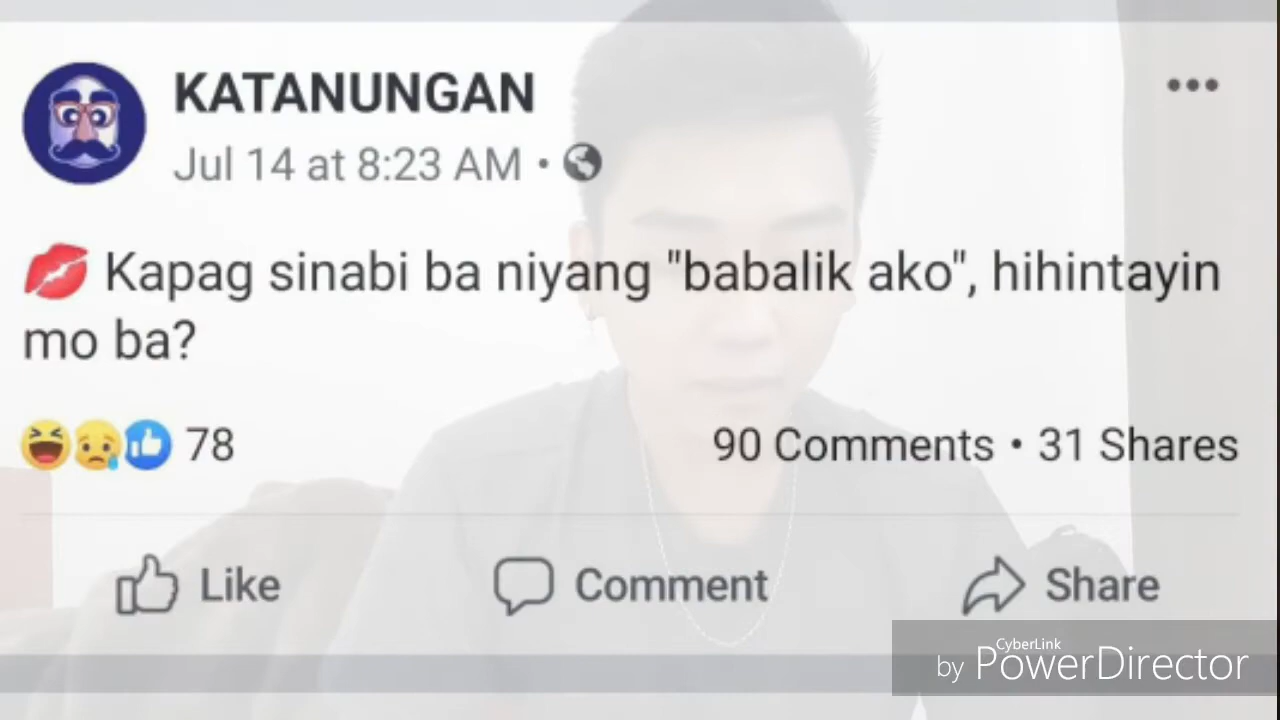 KATANUNGAN
Jul 14 at 8:23 AM •
💋 Kapag sinabi ba niyang "babalik ako", hihintayin
mo ba?
78
90 Comments • 31 Shares
Like
Comment
Share
CyberLink
by PowerDirector